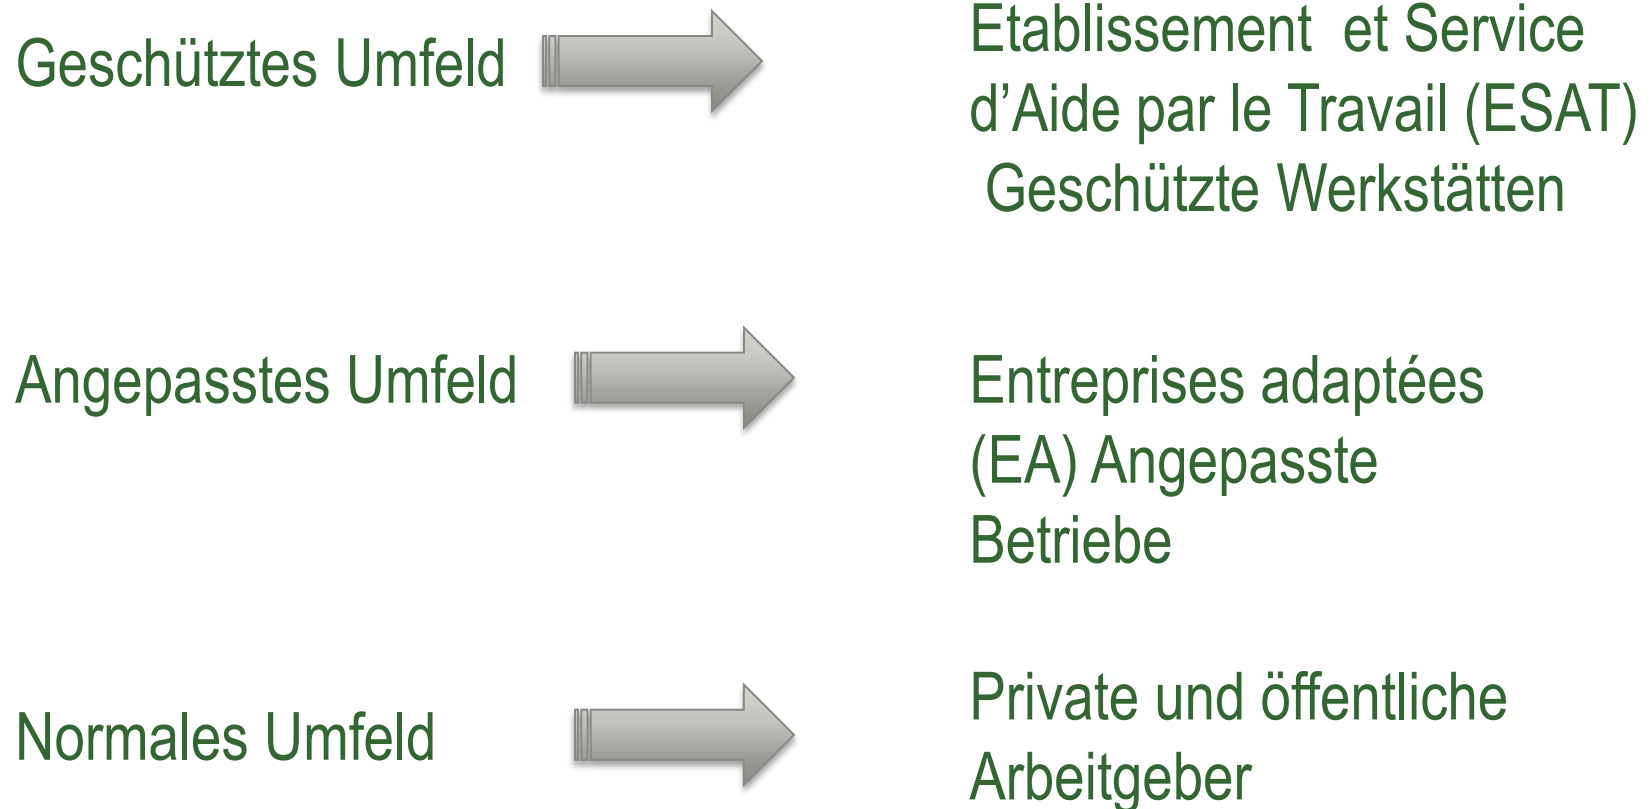 Geschütztes Umfeld
Etablissement et Service
d’Aide par le Travail (ESAT)
Geschützte Werkstätten
Angepasstes Umfeld
Entreprises adaptées
(EA) Angepasste
Betriebe
Normales Umfeld
Private und öffentliche
Arbeitgeber